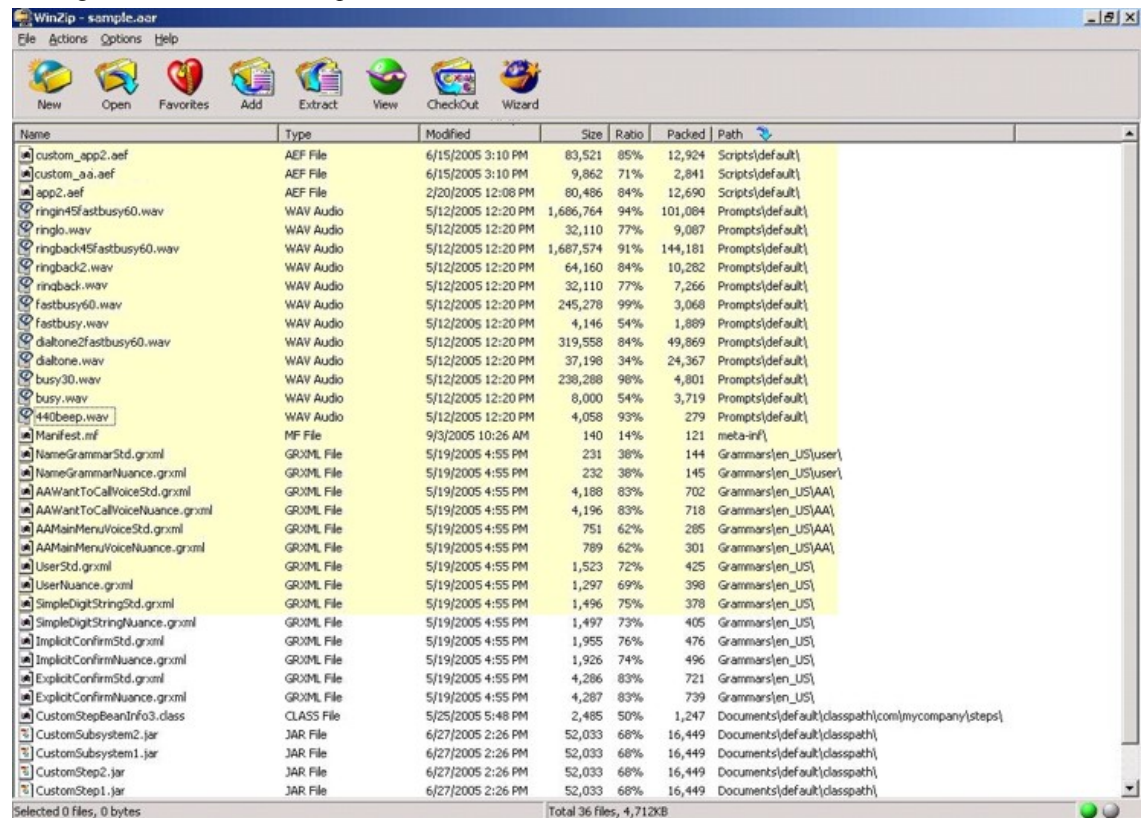 WinZip - sample.aar
File Actions Options Help
New Open Favorites Add Extract View CheckOut Wizard
Name Type Modified Size Ratio Packed Path
custom_app2.aef AEF File 6/15/2005 3:10 PM 83,521 85% 12,924 Scripts\default\
custom_aa.aef AEF File 6/15/2005 3:10 PM 9,862 71% 2,841 Scripts\default\
app2.aef AEF File 2/20/2005 12:08 PM 80,486 84% 12,690 Scripts\default\
ringin45fastbusy60.wav WAV Audio 5/12/2005 12:20 PM 1,686,764 94% 101,084 Prompts\default\
ringlo.wav WAV Audio 5/12/2005 12:20 PM 32,110 77% 9,087 Prompts\default\
ringback45fastbusy60.wav WAV Audio 5/12/2005 12:20 PM 1,687,574 91% 144,181 Prompts\default\
ringback2.wav WAV Audio 5/12/2005 12:20 PM 64,160 84% 10,282 Prompts\default\
ringback.wav WAV Audio 5/12/2005 12:20 PM 32,110 77% 7,266 Prompts\default\
fastbusy60.wav WAV Audio 5/12/2005 12:20 PM 245,278 99% 3,068 Prompts\default\
fastbusy.wav WAV Audio 5/12/2005 12:20 PM 4,146 54% 1,889 Prompts\default\
dialtone2fastbusy60.wav WAV Audio 5/12/2005 12:20 PM 319,558 84% 49,869 Prompts\default\
dialtone.wav WAV Audio 5/12/2005 12:20 PM 37,198 34% 24,367 Prompts\default\
busy30.wav WAV Audio 5/12/2005 12:20 PM 238,288 98% 4,801 Prompts\default\
busy.wav WAV Audio 5/12/2005 12:20 PM 8,000 54% 3,719 Prompts\default\
440beep.wav WAV Audio 5/12/2005 12:20 PM 4,058 93% 279 Prompts\default\
Manifest.mf MF File 9/3/2005 10:26 AM 140 14% 121 meta-inf\
NameGrammarStd.grxml GRXML File 5/19/2005 4:55 PM 231 38% 144 Grammars\en_US\user\
NameGrammarNuance.grxml GRXML File 5/19/2005 4:55 PM 232 38% 145 Grammars\en_US\user\
AAWantToCallVoiceStd.grxml GRXML File 5/19/2005 4:55 PM 4,188 83% 702 Grammars\en_US\AA\
AAWantToCallVoiceNuance.grxml GRXML File 5/19/2005 4:55 PM 4,196 83% 718 Grammars\en_US\AA\
AAMainMenuVoiceStd.grxml GRXML File 5/19/2005 4:55 PM 751 62% 285 Grammars\en_US\AA\
AAMainMenuVoiceNuance.grxml GRXML File 5/19/2005 4:55 PM 789 62% 301 Grammars\en_US\AA\
UserStd.grxml GRXML File 5/19/2005 4:55 PM 1,523 72% 425 Grammars\en_US\
UserNuance.grxml GRXML File 5/19/2005 4:55 PM 1,297 69% 398 Grammars\en_US\
SimpleDigitStringStd.grxml GRXML File 5/19/2005 4:55 PM 1,496 75% 378 Grammars\en_US\
SimpleDigitStringNuance.grxml GRXML File 5/19/2005 4:55 PM 1,497 73% 405 Grammars\en_US\
ImplicitConfirmStd.grxml GRXML File 5/19/2005 4:55 PM 1,955 76% 476 Grammars\en_US\
ImplicitConfirmNuance.grxml GRXML File 5/19/2005 4:55 PM 1,926 74% 496 Grammars\en_US\
ExplicitConfirmStd.grxml GRXML File 5/19/2005 4:55 PM 4,286 83% 721 Grammars\en_US\
ExplicitConfirmNuance.grxml GRXML File 5/19/2005 4:55 PM 4,287 83% 739 Grammars\en_US\
CustomStepBeanInfo3.class CLASS File 5/25/2005 5:48 PM 2,485 50% 1,247 Documents\default\classpath\com\mycompany\steps\
CustomSubsystem2.jar JAR File 6/27/2005 2:26 PM 52,033 68% 16,449 Documents\default\classpath\
CustomSubsystem1.jar JAR File 6/27/2005 2:26 PM 52,033 68% 16,449 Documents\default\classpath\
CustomStep2.jar JAR File 6/27/2005 2:26 PM 52,033 68% 16,449 Documents\default\classpath\
CustomStep1.jar JAR File 6/27/2005 2:26 PM 52,033 68% 16,449 Documents\default\classpath\
Selected 0 files, 0 bytes Total 36 files, 4,712KB